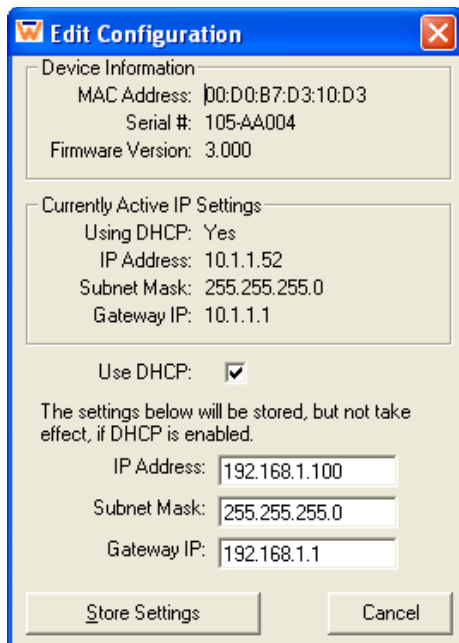 Edit Configuration
Device Information
MAC Address: 00:D0:B7:D3:10:D3
Serial #: 105-AA004
Firmware Version: 3.000
Currently Active IP Settings
Using DHCP: Yes
IP Address: 10.1.1.52
Subnet Mask: 255.255.255.0
Gateway IP: 10.1.1.1
Use DHCP:
The settings below will be stored, but not take
effect, if DHCP is enabled.
IP Address: 192.168.1.100
Subnet Mask: 255.255.255.0
Gateway IP: 192.168.1.1
Store Settings Cancel